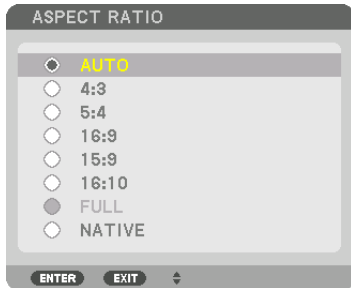 ASPECT RATIO
AUTO
4:3
5:4
16:9
15:9
16:10
FULL
NATIVE
ENTER EXIT